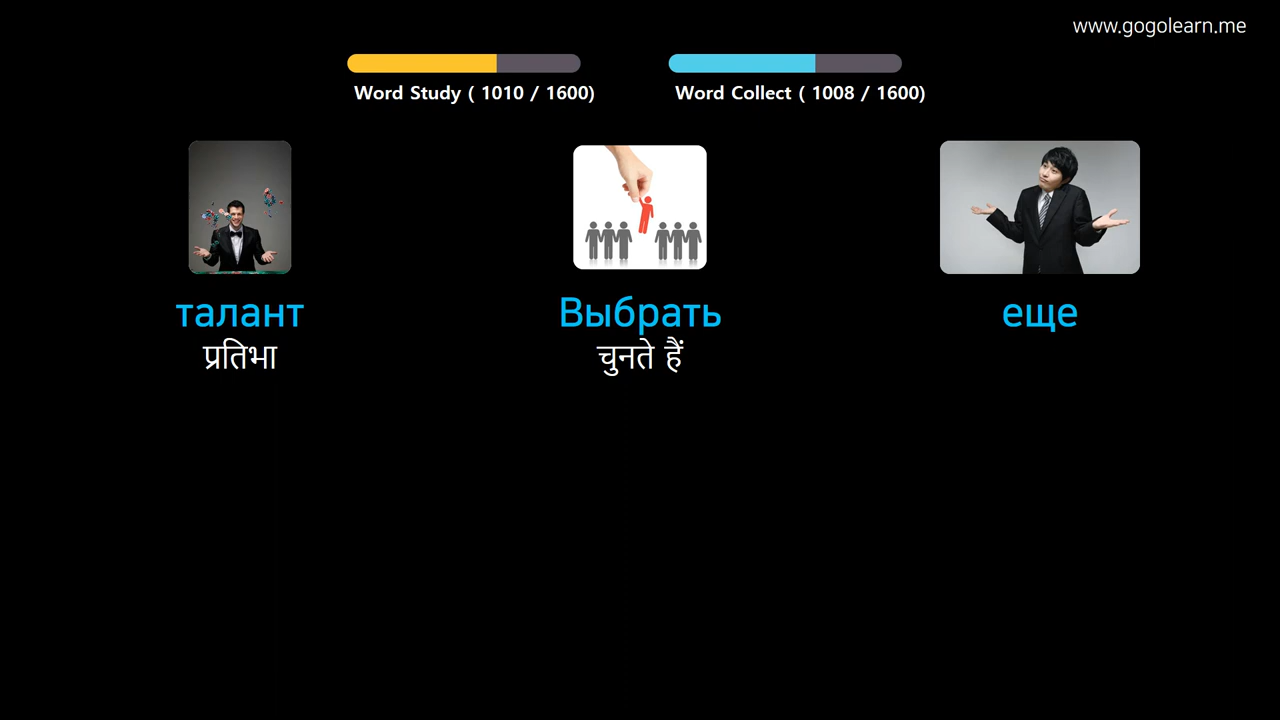 www.gogolearn.me
Word Study ( 1010 / 1600)
Word Collect ( 1008 / 1600)
талант
Выбрать
еще
प्रतिभा
चुनते हैं